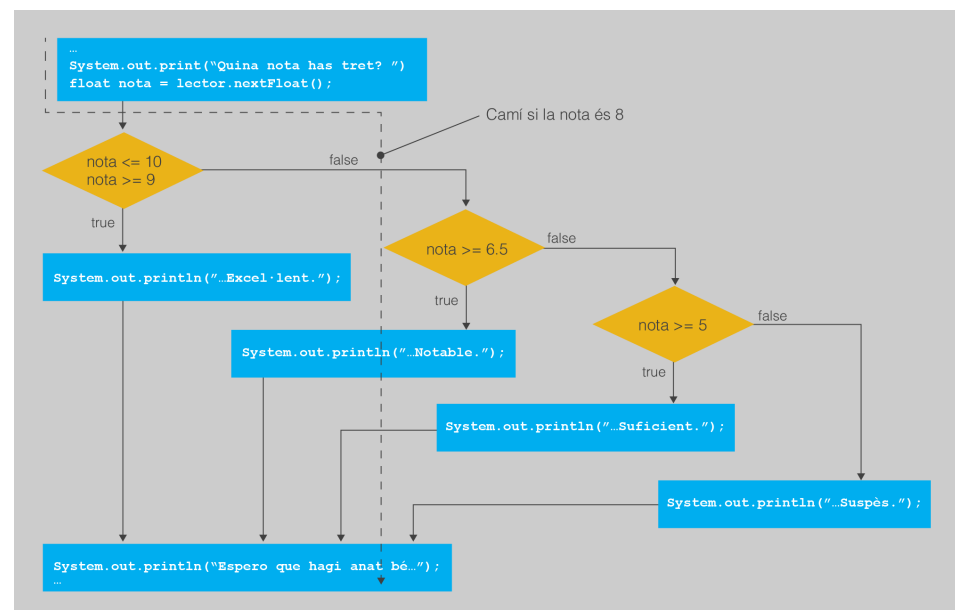 …
System.out.print(“Quina nota has tret? ”)
float nota = lector.nextFloat();
Camí si la nota és 8
nota <= 10
nota >= 9
false
true
nota >= 6.5
false
System.out.println(”…Excel·lent.”);
true
nota >= 5
false
System.out.println(”…Notable.”);
true
System.out.println(”…Suficient.”);
System.out.println(”…Suspès.”);
System.out.println(“Espero que hagi anat bé…”);
…